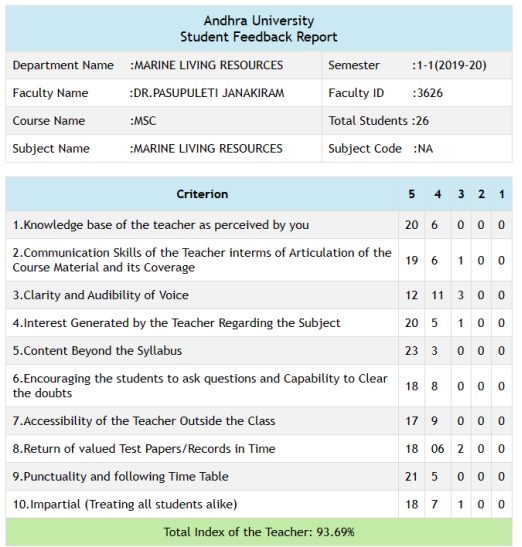 Andhra University
Student Feedback Report
Department Name :MARINE LIVING RESOURCES Semester :1-1(2019-20)
Faculty Name :DR.PASUPULETI JANAKIRAM Faculty ID :3626
Course Name :MSC Total Students :26
Subject Name :MARINE LIVING RESOURCES Subject Code :NA
Criterion 5 4 3 2 1
1.Knowledge base of the teacher as perceived by you 20 6 0 0 0
2.Communication Skills of the Teacher interms of Articulation of the
Course Material and its Coverage 19 6 1 0 0
3.Clarity and Audibility of Voice 12 11 3 0 0
4.Interest Generated by the Teacher Regarding the Subject 20 5 1 0 0
5.Content Beyond the Syllabus 23 3 0 0 0
6.Encouraging the students to ask questions and Capability to Clear
the doubts 18 8 0 0 0
7.Accessibility of the Teacher Outside the Class 17 9 0 0 0
8.Return of valued Test Papers/Records in Time 18 06 2 0 0
9.Punctuality and following Time Table 21 5 0 0 0
10.Impartial (Treating all students alike) 18 7 1 0 0
Total Index of the Teacher: 93.69%